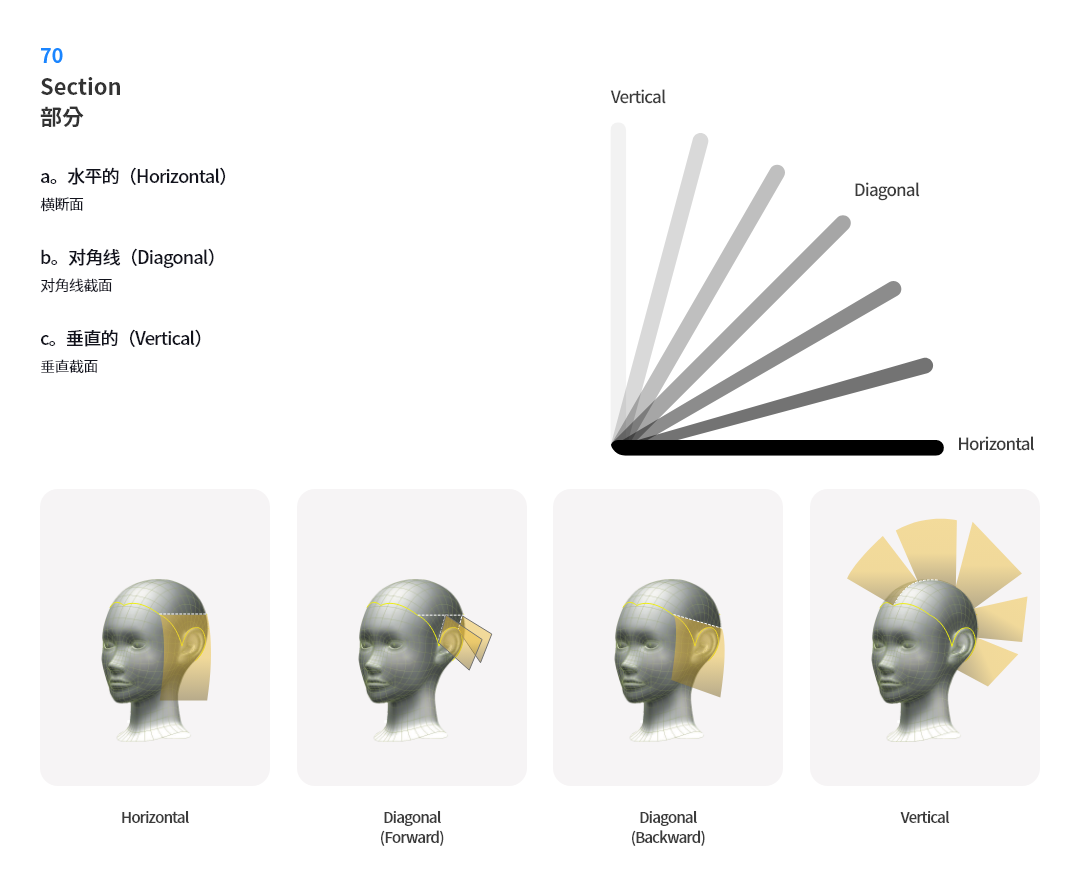 70
Section
部分
a。水平的（Horizontal）
横断面
b。对角线（Diagonal）
对角线截面
c。垂直的（Vertical）
垂直截面
Vertical
Diagonal
Horizontal
Horizontal
Diagonal
(Forward)
Diagonal
(Backward)
Vertical